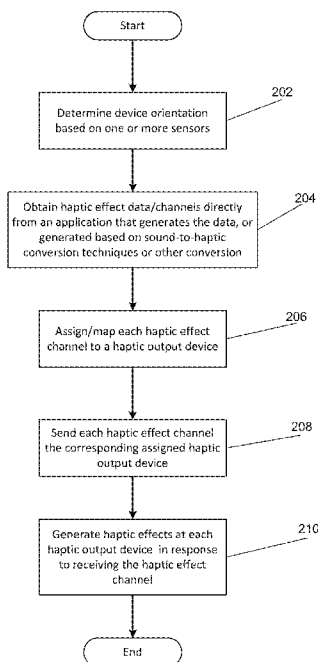 Start
202
Determine device orientation
based on one or more sensors
204
Obtain haptic effect data/channels directly
from an application that generates the data, or
generated based on sound-to-haptic
conversion techniques or other conversion
206
Assign/map each haptic effect
channel to a haptic output device
208
Send each haptic effect channel
the corresponding assigned haptic
output device
210
Generate haptic effects at each
haptic output device in response
to receiving the haptic effect
channel
End